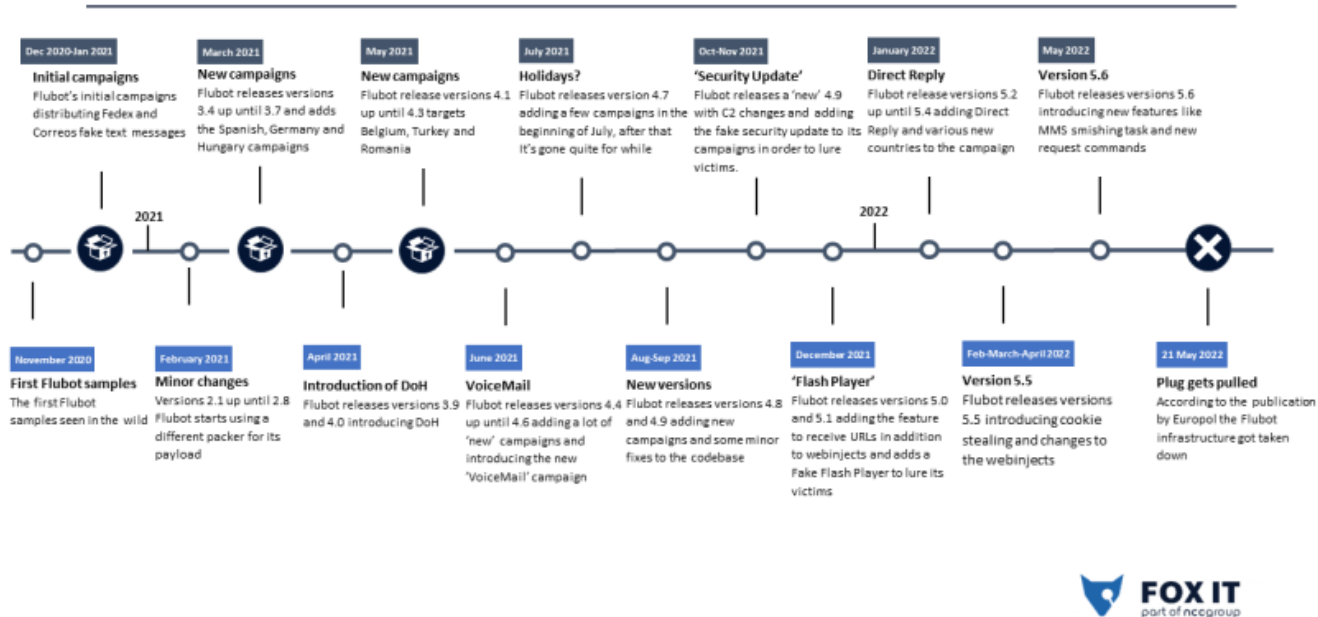 Dec 2020-Jan 2021
Initial campaigns
Flubot's initial campaigns
distributing Fedex and
Correos fake text messages
March 2021
New campaigns
Flubot releases versions
3.4 up until 3.7 and adds
the Spanish, Germany and
Hungary campaigns
May 2021
New campaigns
Flubot release versions 4.1
up until 4.3 targets
Belgium, Turkey and
Romania
July 2021
Holidays?
Flubot releases version 4.7
adding a few campaigns in the
beginning of July, after that
It's gone quite for while
Oct-Nov 2021
'Security Update'
Flubot releases a 'new' 4.9
with C2 changes and adding
the fake security update to its
campaigns in order to lure
victims.
January 2022
Direct Reply
Flubot release versions 5.2
up until 5.4 adding Direct
Reply and various new
countries to the campaign
May 2022
Version 5.6
Flubot releases versions 5.6
introducing new features like
MMS smishing task and new
request commands
2021
2022
November 2020
First Flubot samples
The first Flubot
samples seen in the wild
February 2021
Minor changes
Versions 2.1 up until 2.8
Flubot starts using a
different packer for its
payload
April 2021
Introduction of DoH
Flubot releases versions 3.9
and 4.0 introducing DoH
June 2021
VoiceMail
Flubot releases versions 4.4
up until 4.6 adding a lot of
'new' campaigns and
introducing the new
'VoiceMail' campaign
Aug-Sep 2021
New versions
Flubot releases versions 4.8
and 4.9 adding new
campaigns and some minor
fixes to the codebase
December 2021
'Flash Player'
Flubot releases versions 5.0
and 5.1 adding the feature
to receive URLs in addition
to webinjects and adds a
Fake Flash Player to lure its
victims
Feb-March-April 2022
Version 5.5
Flubot releases versions
5.5 introducing cookie
stealing and changes to
the webinjects
21 May 2022
Plug gets pulled
According to the publication
by Europol the Flubot
infrastructure got taken
down
FOX IT
part of nccgroup